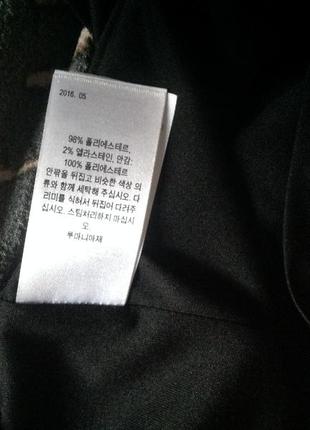 2016. 05
98% 폴리에스테르,
2% 엘라스테인, 안감:
100% 폴리에스테르
안팎을 뒤집고 비슷한 색상 의
류와 함께 세탁해 주십시오. 다
리미를 식혀서 뒤집어 다려주
십시오. 스팀처리하지 마십시
오
루마니아제